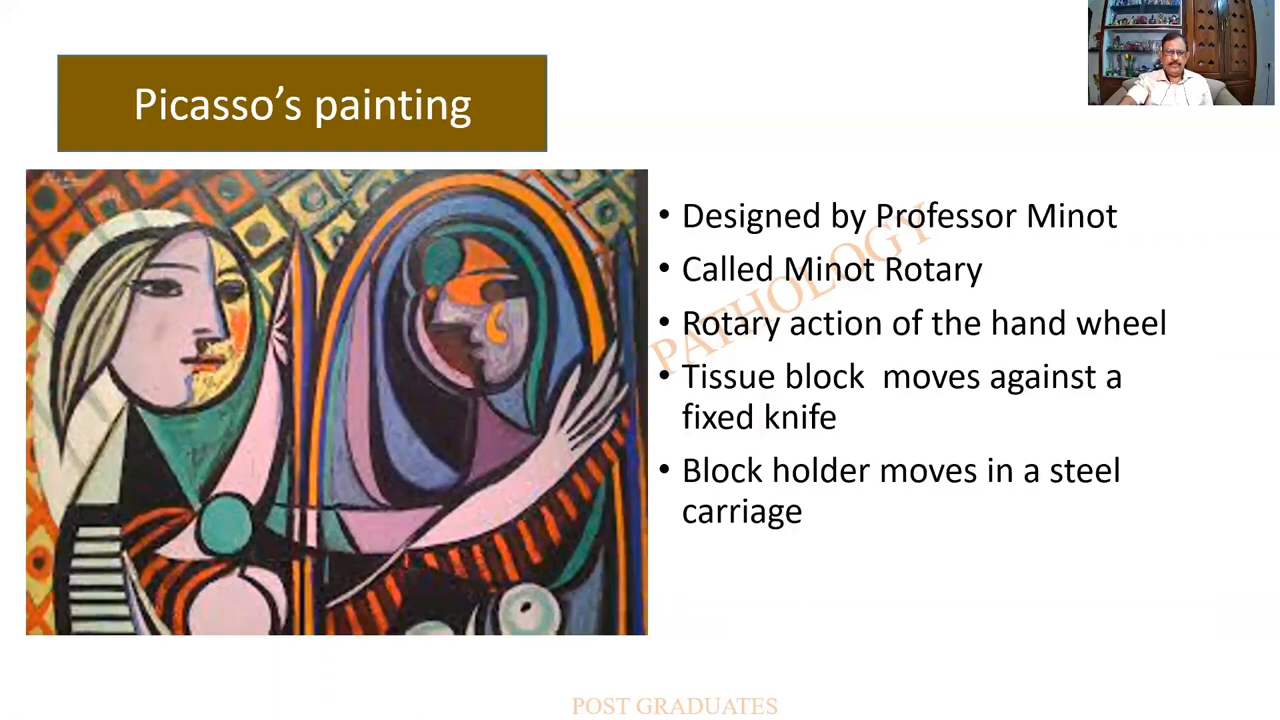 Picasso’s painting
• Designed by Professor Minot
• Called Minot Rotary
• Rotary action of the hand wheel
• Tissue block  moves against a
fixed knife
• Block holder moves in a steel
carriage
PATHOLOGY
POST GRADUATES